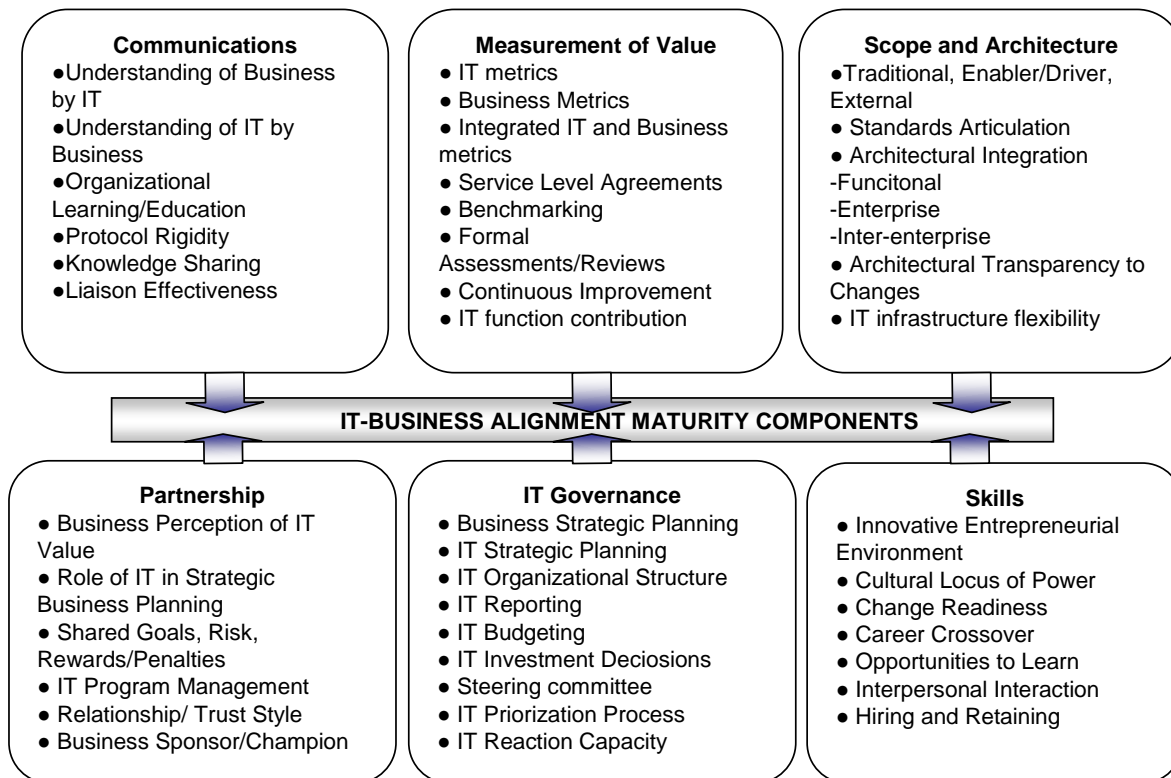 Communications
●Understanding of Business
by IT
●Understanding of IT by
Business
●Organizational
Learning/Education
●Protocol Rigidity
●Knowledge Sharing
●Liaison Effectiveness
Measurement of Value
● IT metrics
● Business Metrics
● Integrated IT and Business
metrics
● Service Level Agreements
● Benchmarking
● Formal
Assessments/Reviews
● Continuous Improvement
● IT function contribution
Scope and Architecture
●Traditional, Enabler/Driver,
External
● Standards Articulation
● Architectural Integration
-Funcitonal
-Enterprise
-Inter-enterprise
● Architectural Transparency to
Changes
● IT infrastructure flexibility
IT-BUSINESS ALIGNMENT MATURITY COMPONENTS
Partnership
● Business Perception of IT
Value
● Role of IT in Strategic
Business Planning
● Shared Goals, Risk,
Rewards/Penalties
● IT Program Management
● Relationship/ Trust Style
● Business Sponsor/Champion
IT Governance
● Business Strategic Planning
● IT Strategic Planning
● IT Organizational Structure
● IT Reporting
● IT Budgeting
● IT Investment Deciosions
● Steering committee
● IT Priorization Process
● IT Reaction Capacity
Skills
● Innovative Entrepreneurial
Environment
● Cultural Locus of Power
● Change Readiness
● Career Crossover
● Opportunities to Learn
● Interpersonal Interaction
● Hiring and Retaining